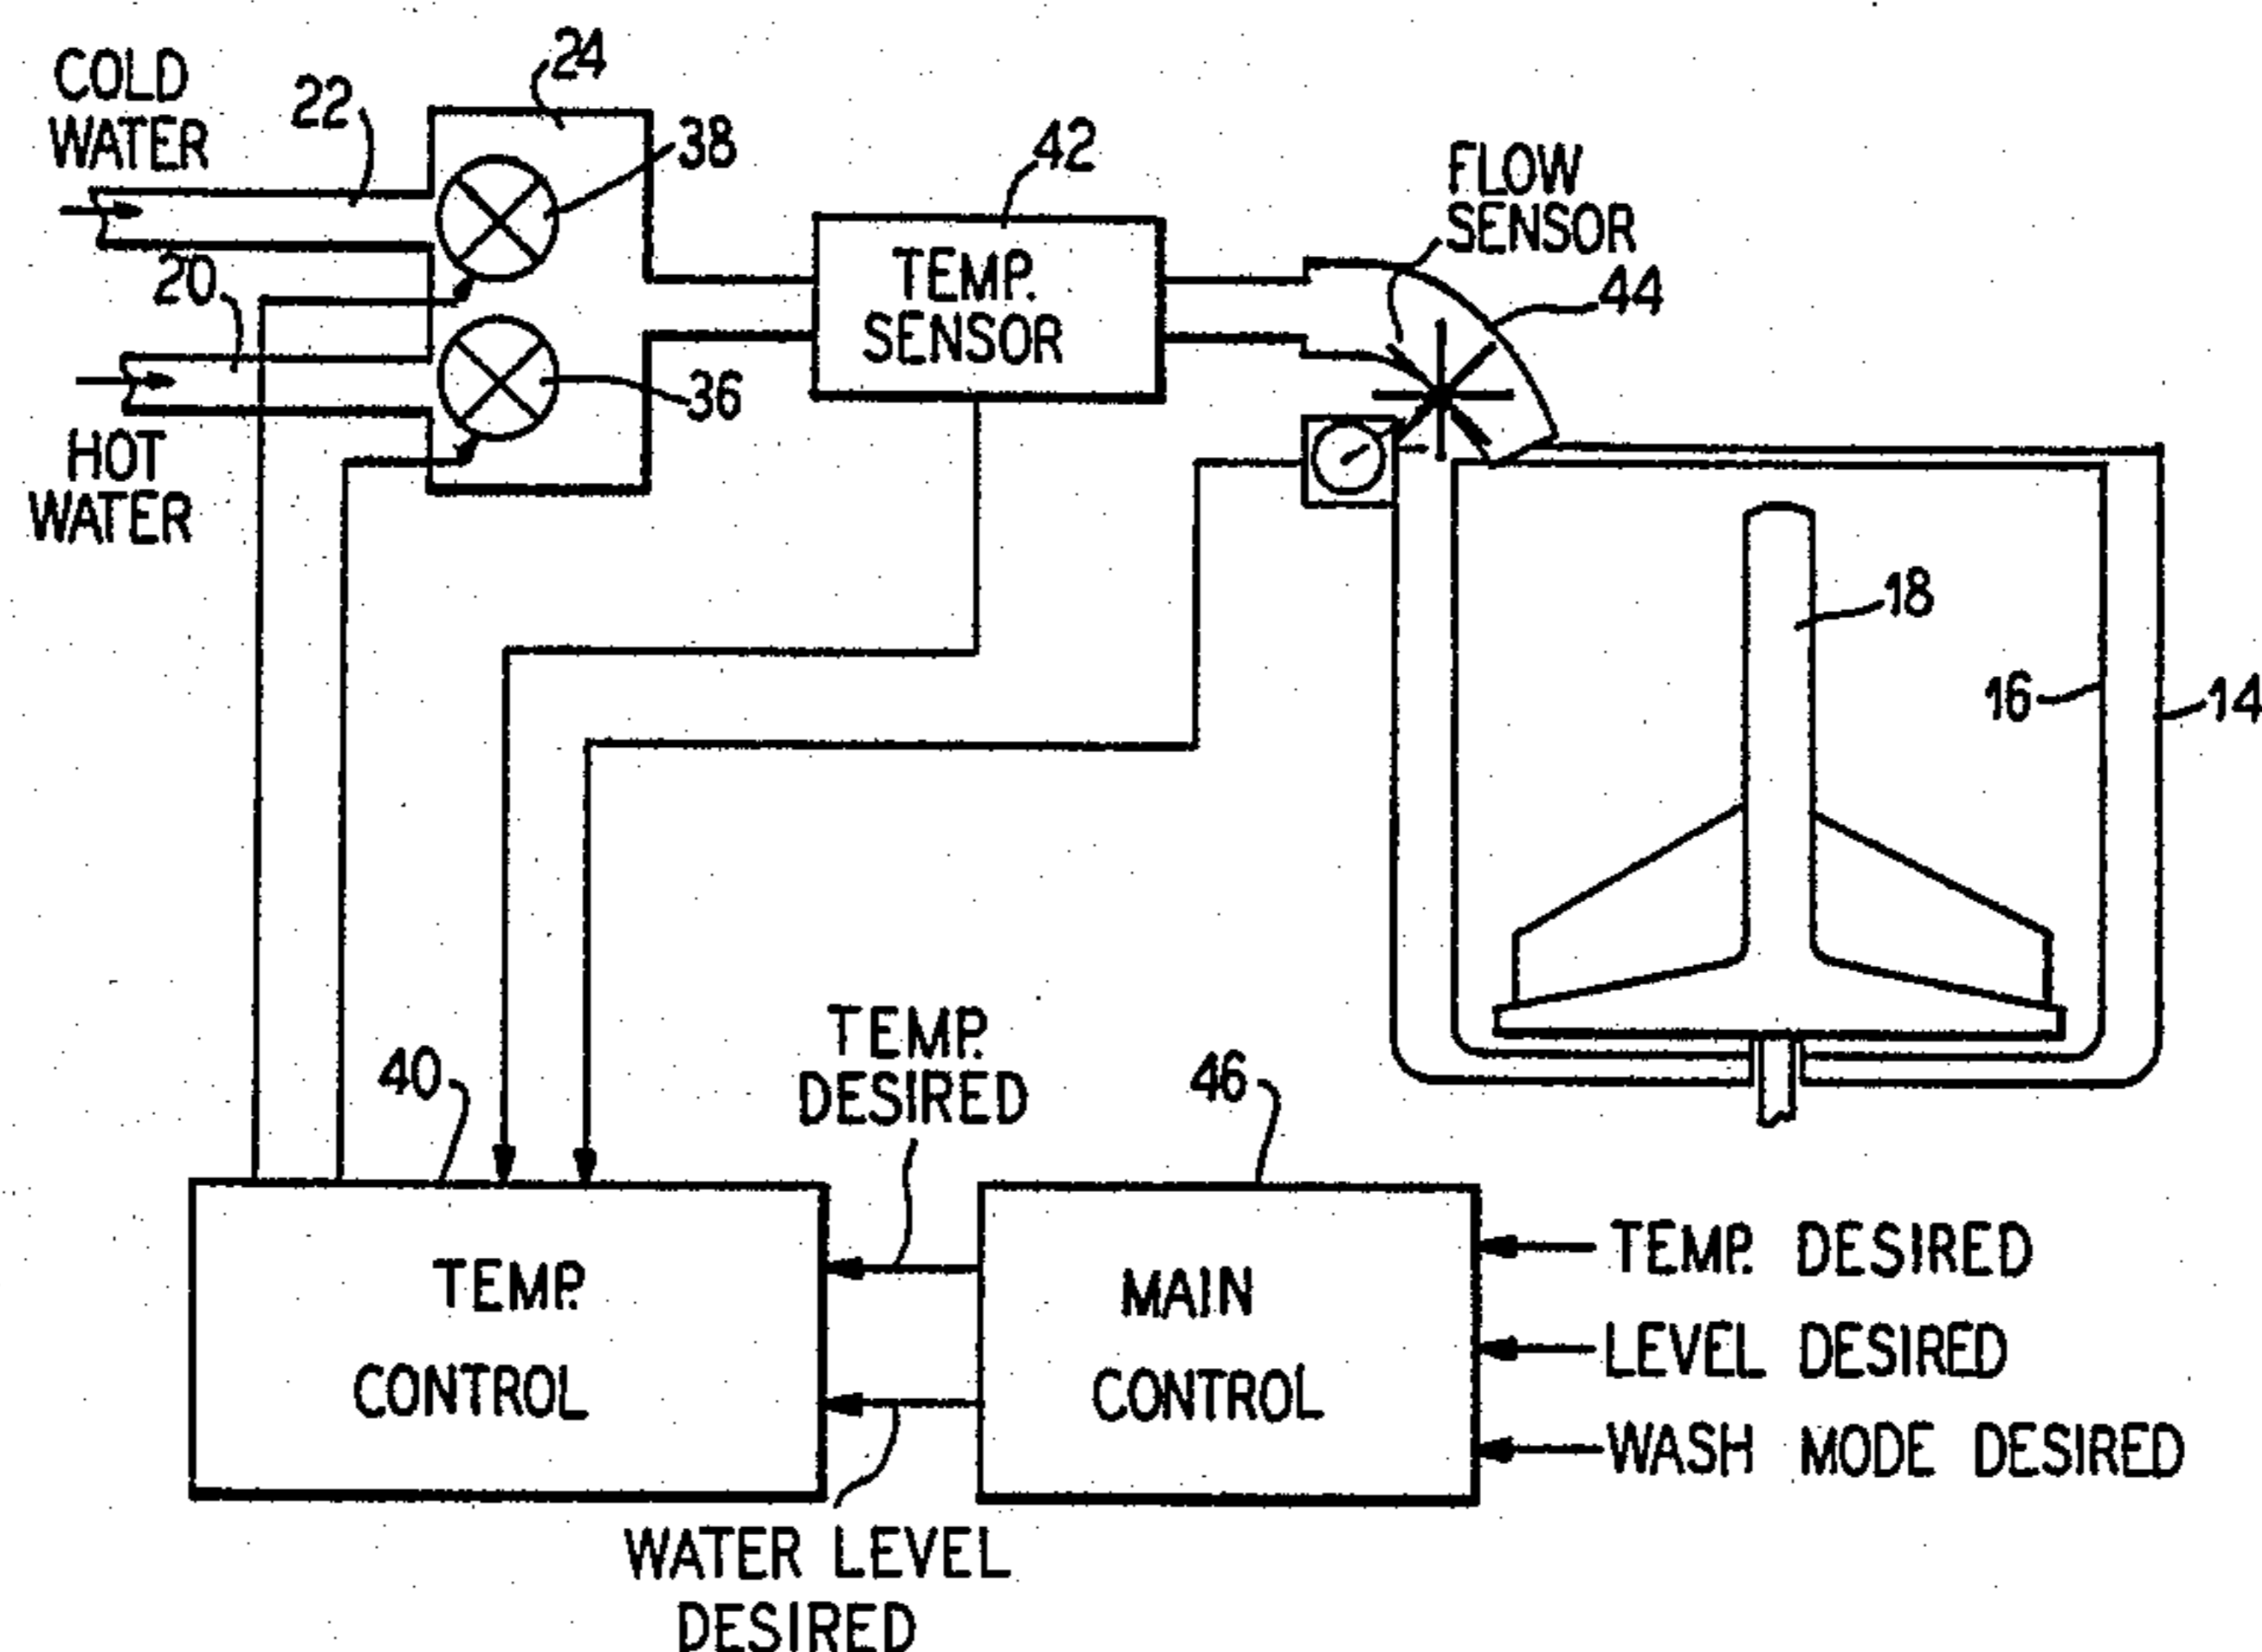 COLD
WATER
22
24
38
42
FLOW
SENSOR
44
20
TEMP.
SENSOR
36
HOT
WATER
18
16
14
40
TEMP.
DESIRED
46
TEMP.
CONTROL
MAIN
CONTROL
TEMP. DESIRED
LEVEL DESIRED
WASH MODE DESIRED
WATER LEVEL
DESIRED